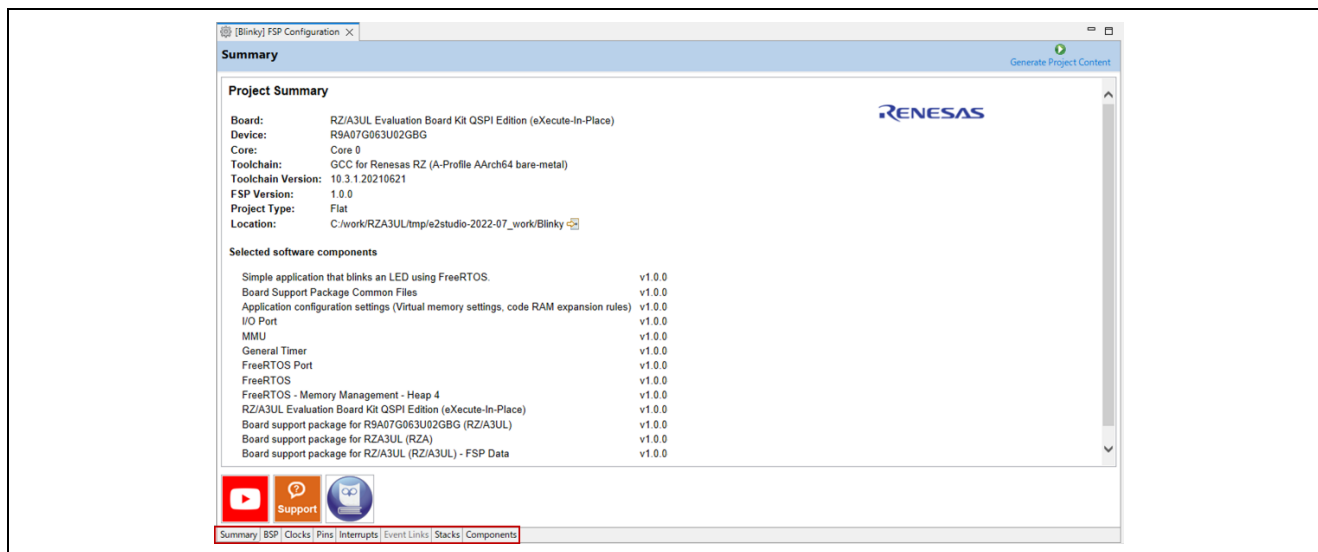 [Blinky] FSP Configuration
Summary
Generate Project Content
Project Summary
RENESAS
Board: RZ/A3UL Evaluation Board Kit QSPI Edition (eXecute-In-Place)
Device: R9A07G063U02GBG
Core: Core 0
Toolchain: GCC for Renesas RZ (A-Profile AArch64 bare-metal)
Toolchain Version: 10.3.1.20210621
FSP Version: 1.0.0
Project Type: Flat
Location: C:/work/RZA3UL/tmp/e2studio-2022-07_work/Blinky
Selected software components
Simple application that blinks an LED using FreeRTOS. v1.0.0
Board Support Package Common Files v1.0.0
Application configuration settings (Virtual memory settings, code RAM expansion rules) v1.0.0
I/O Port v1.0.0
MMU v1.0.0
General Timer v1.0.0
FreeRTOS Port v1.0.0
FreeRTOS v1.0.0
FreeRTOS - Memory Management - Heap 4 v1.0.0
RZ/A3UL Evaluation Board Kit QSPI Edition (eXecute-In-Place) v1.0.0
Board support package for R9A07G063U02GBG (RZ/A3UL) v1.0.0
Board support package for RZA3UL (RZA) v1.0.0
Board support package for RZ/A3UL (RZ/A3UL) - FSP Data v1.0.0
Support
Summary BSP Clocks Pins Interrupts Event Links Stacks Components